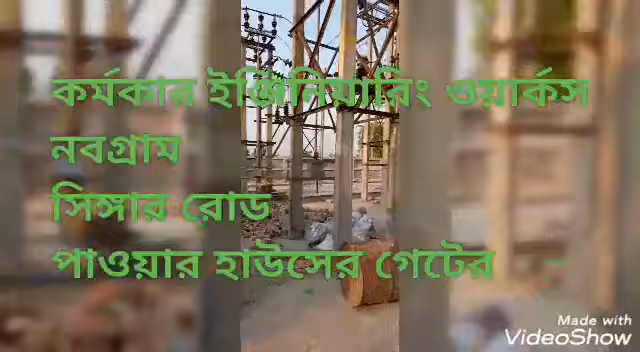 কর্মকার ইঞ্জিনিয়ারিং ওয়ার্কস
নবগ্রাম
সিঙ্গার রোড
পাওয়ার হাউসের গেটের
Made with
VideoShow